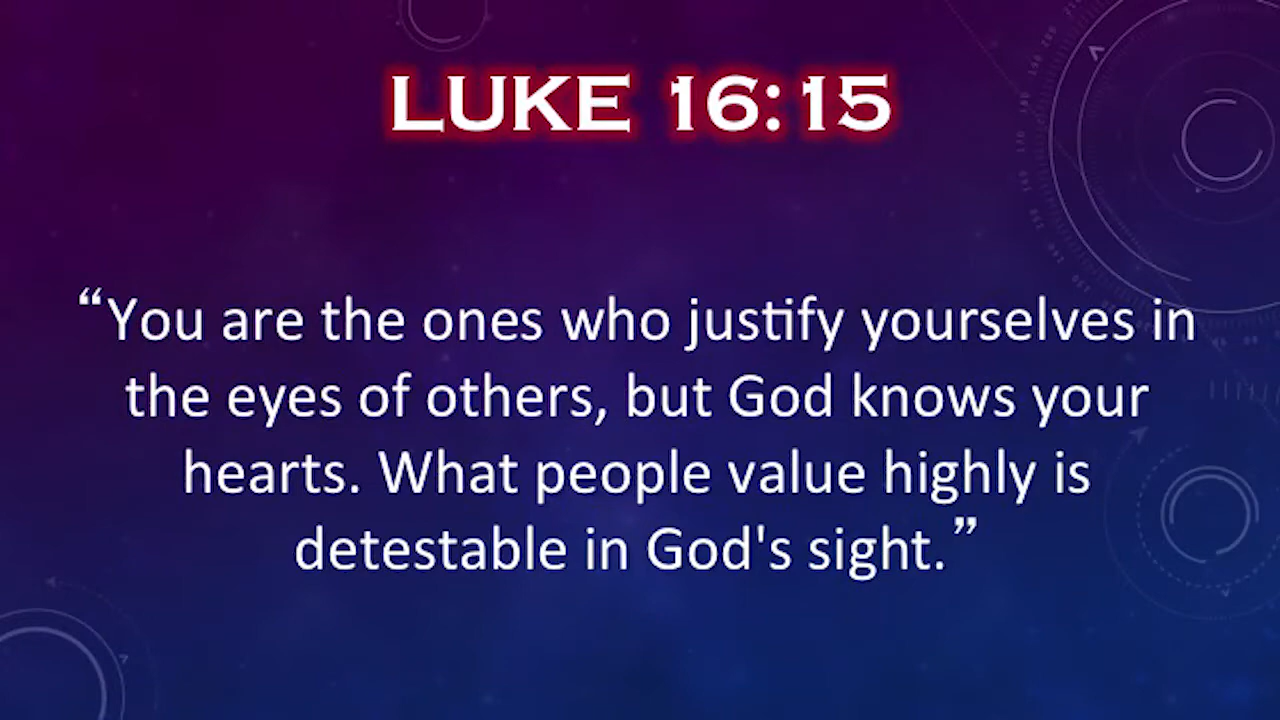 LUKE 16:15
“You are the ones who justify yourselves in
the eyes of others, but God knows your
hearts. What people value highly is
detestable in God's sight.”